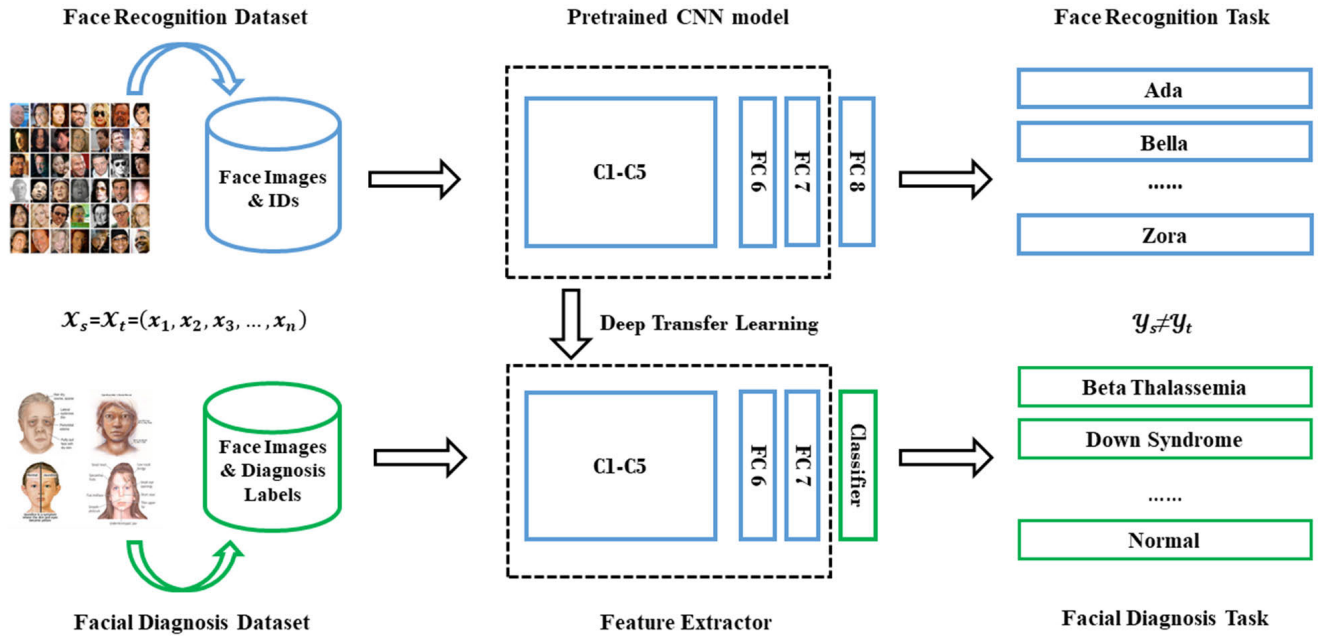 Face Recognition Dataset
Pretrained CNN model
Face Recognition Task
Face Images
& IDs
C1-C5
FC 6
FC 7
FC 8
Ada
Bella
……
Zora
𝒳ₛ=𝒳ₜ=(x₁, x₂, x₃, …, xₙ)
Deep Transfer Learning
𝒴ₛ≠𝒴ₜ
Face Images
& Diagnosis
Labels
C1-C5
FC 6
FC 7
Classifier
Beta Thalassemia
Down Syndrome
……
Normal
Facial Diagnosis Dataset
Feature Extractor
Facial Diagnosis Task